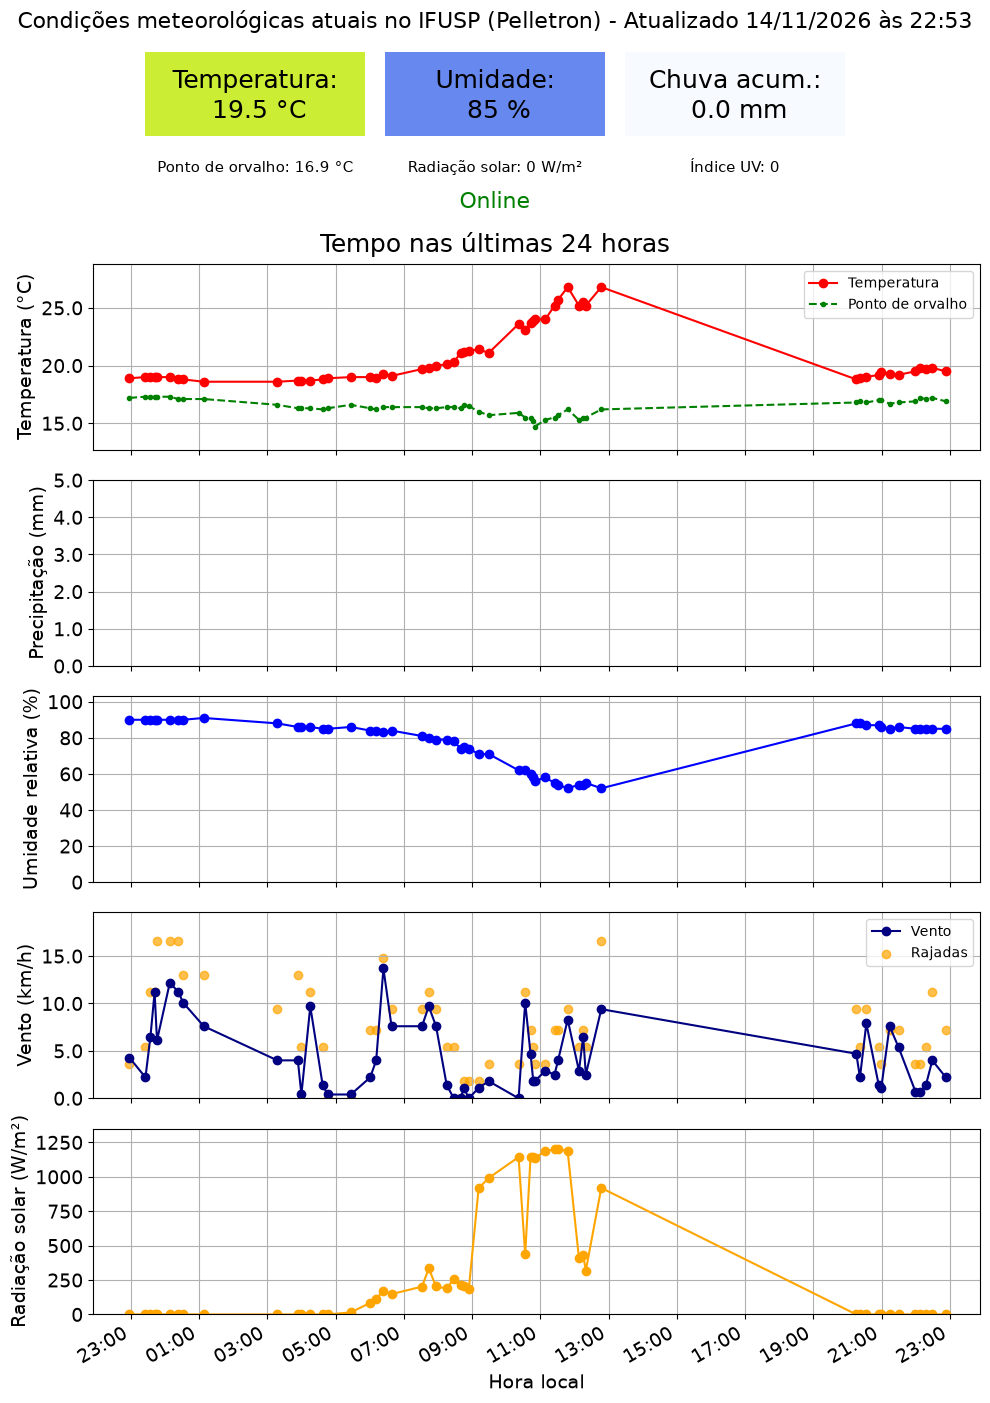 Condições meteorológicas atuais no IFUSP (Pelletron) - Atualizado 14/11/2026 às 22:53
Temperatura:
19.5 °C
Umidade:
85 %
Chuva acum.:
0.0 mm
Ponto de orvalho: 16.9 °C
Radiação solar: 0 W/m²
Índice UV: 0
Online
Tempo nas últimas 24 horas
Temperatura (°C)
25.0
20.0
15.0
Temperatura
Ponto de orvalho
Precipitação (mm)
5.0
4.0
3.0
2.0
1.0
0.0
Umidade relativa (%)
100
80
60
40
20
0
Vento (km/h)
15.0
10.0
5.0
0.0
Vento
Rajadas
Radiação solar (W/m²)
1250
1000
750
500
250
0
23:00
01:00
03:00
05:00
07:00
09:00
11:00
13:00
15:00
17:00
19:00
21:00
23:00
Hora local